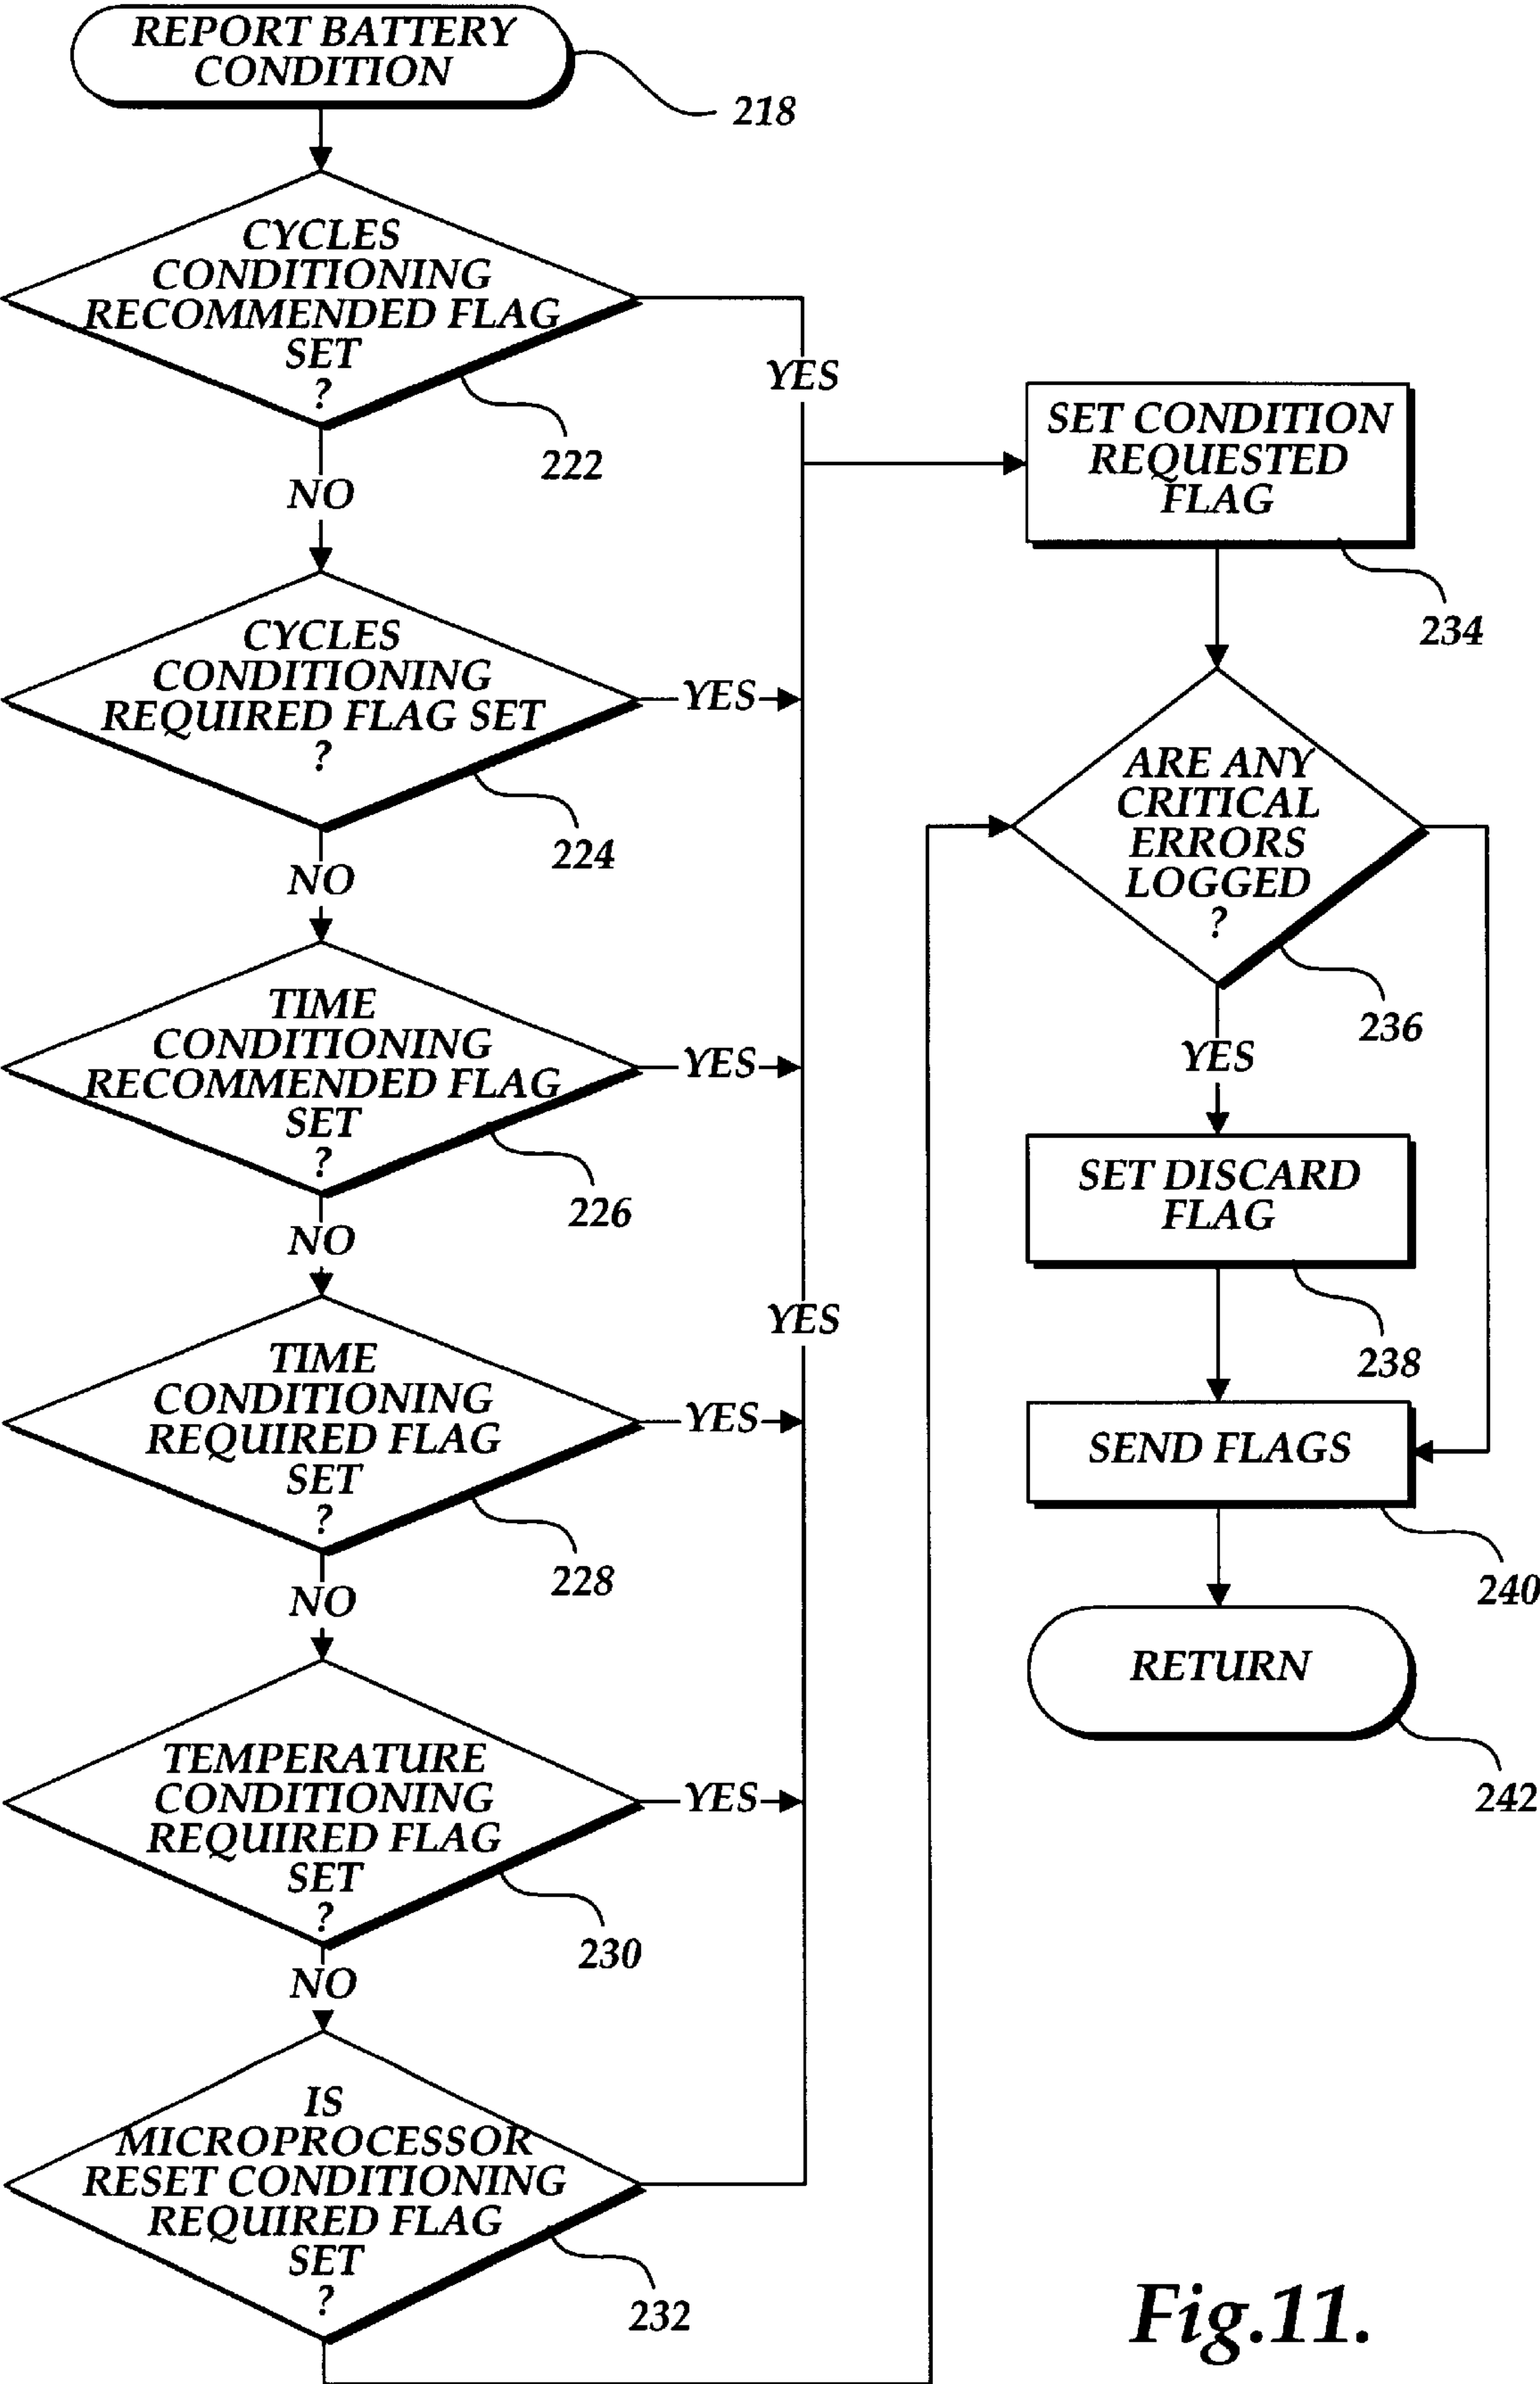 REPORT BATTERY
CONDITION
218
CYCLES
CONDITIONING
RECOMMENDED FLAG
SET
?
YES
222
NO
CYCLES
CONDITIONING
REQUIRED FLAG SET
?
YES
224
NO
TIME
CONDITIONING
RECOMMENDED FLAG
SET
?
YES
226
NO
YES
TIME
CONDITIONING
REQUIRED FLAG
SET
?
YES
228
NO
TEMPERATURE
CONDITIONING
REQUIRED FLAG
SET
?
YES
230
NO
IS
MICROPROCESSOR
RESET CONDITIONING
REQUIRED FLAG
SET
?
232
SET CONDITION
REQUESTED
FLAG
234
ARE ANY
CRITICAL
ERRORS
LOGGED
?
236
YES
SET DISCARD
FLAG
238
SEND FLAGS
240
RETURN
242
Fig.11.